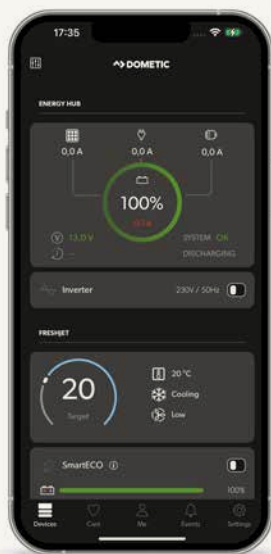 17:35
DOMETIC
ENERGY HUB
0,0 A 0,0 A 0,0 A
100%
13,0 V SYSTEM OK
DISCHARGING
Inverter 230V / 50Hz
FRESHJET
20 20 °C
Target Cooling
Low
SmartECO
100%
Devices Cart Me Events Settings